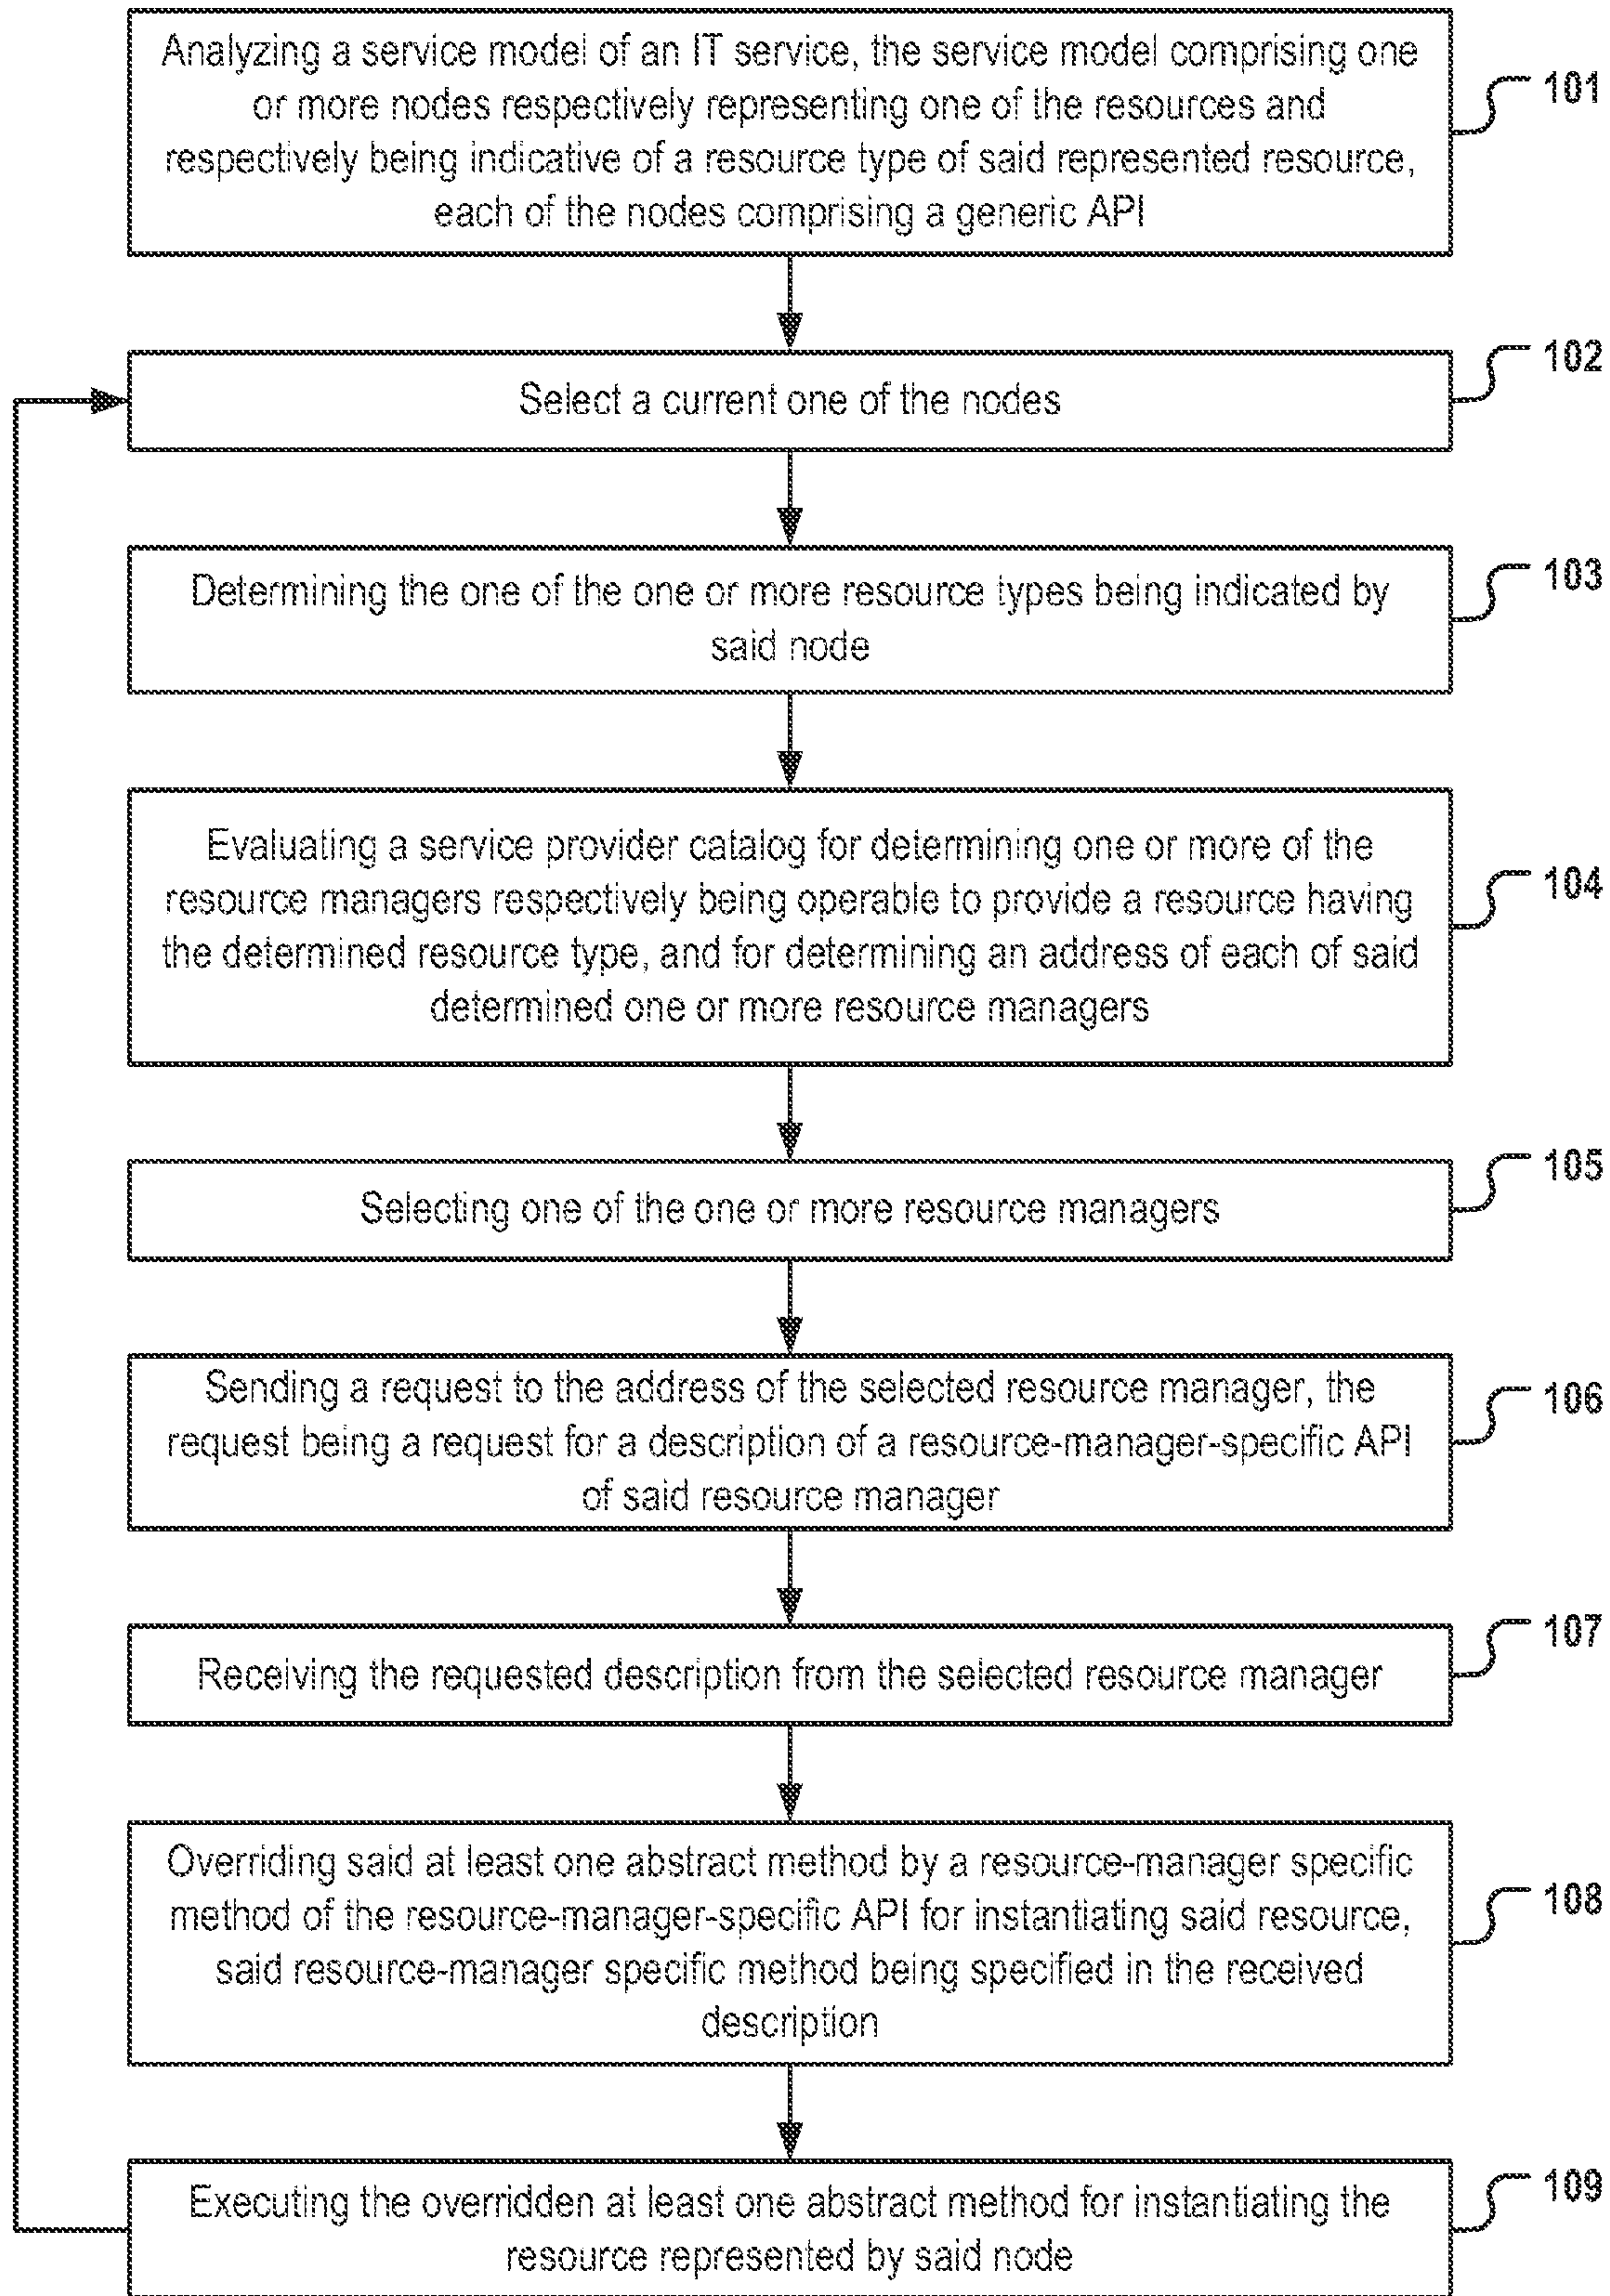 Analyzing a service model of an IT service, the service model comprising one
or more nodes respectively representing one of the resources and
respectively being indicative of a resource type of said represented resource,
each of the nodes comprising a generic API
101
Select a current one of the nodes
102
Determining the one of the one or more resource types being indicated by
said node
103
Evaluating a service provider catalog for determining one or more of the
resource managers respectively being operable to provide a resource having
the determined resource type, and for determining an address of each of said
determined one or more resource managers
104
Selecting one of the one or more resource managers
105
Sending a request to the address of the selected resource manager, the
request being a request for a description of a resource-manager-specific API
of said resource manager
106
Receiving the requested description from the selected resource manager
107
Overriding said at least one abstract method by a resource-manager specific
method of the resource-manager-specific API for instantiating said resource,
said resource-manager specific method being specified in the received
description
108
Executing the overridden at least one abstract method for instantiating the
resource represented by said node
109